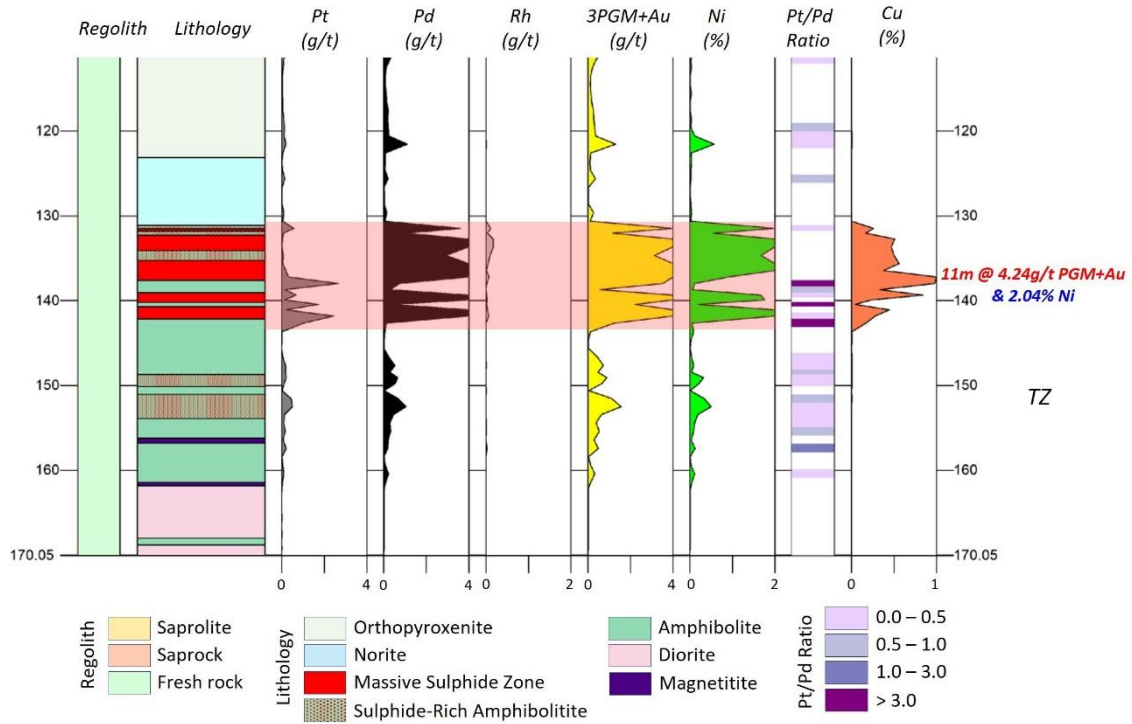 Regolith
Lithology
Pt
(g/t)
Pd
(g/t)
Rh
(g/t)
3PGM+Au
(g/t)
Ni
(%)
Pt/Pd
Ratio
Cu
(%)
120
120
130
130
11m @ 4.24g/t PGM+Au
& 2.04% Ni
140
140
150
150
TZ
160
160
170.05
170.05
0 4 0 4 0 2 0 4 0 2 0 1
Regolith
Saprolite
Saprock
Fresh rock
Lithology
Orthopyroxenite
Norite
Massive Sulphide Zone
Sulphide-Rich Amphibolitite
Amphibolite
Diorite
Magnetitite
Pt/Pd Ratio
0.0 – 0.5
0.5 – 1.0
1.0 – 3.0
> 3.0